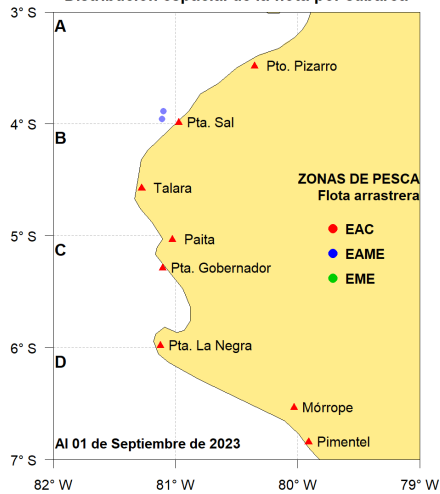 Distribución espacial de la flota por subárea
3° S
A
Pto. Pizarro
4° S
Pta. Sal
B
ZONAS DE PESCA
Talara
Flota arrastrera
EAC
5° S
Paita
C
EAME
Pta. Gobernador
EME
6° S
Pta. La Negra
D
Mórrope
Al 01 de Septiembre de 2023
Pimentel
7° S
82° W
81° W
80° W
79° W